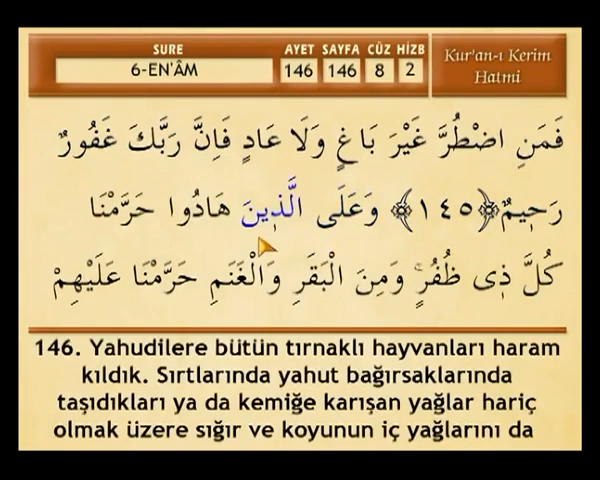 SURE AYET SAYFA CÜZ HİZB
6-EN'ÂM 146 146 8 2
Kur'an-ı Kerim
Hatmi
فَمَنِ اضْطُرَّ غَيْرَ بَاغٍ وَلَا عَادٍ فَاِنَّ رَبَّكَ غَفُورٌ
رَحٖيمٌ ﴿١٤٥﴾ وَعَلَى الَّذٖينَ هَادُوا حَرَّمْنَا
كُلَّ ذٖى ظُفُرٍۚ وَمِنَ الْبَقَرِ وَالْغَنَمِ حَرَّمْنَا عَلَيْهِمْ
146. Yahudilere bütün tırnaklı hayvanları haram
kıldık. Sırtlarında yahut bağırsaklarında
taşıdıkları ya da kemiğe karışan yağlar hariç
olmak üzere sığır ve koyunun iç yağlarını da